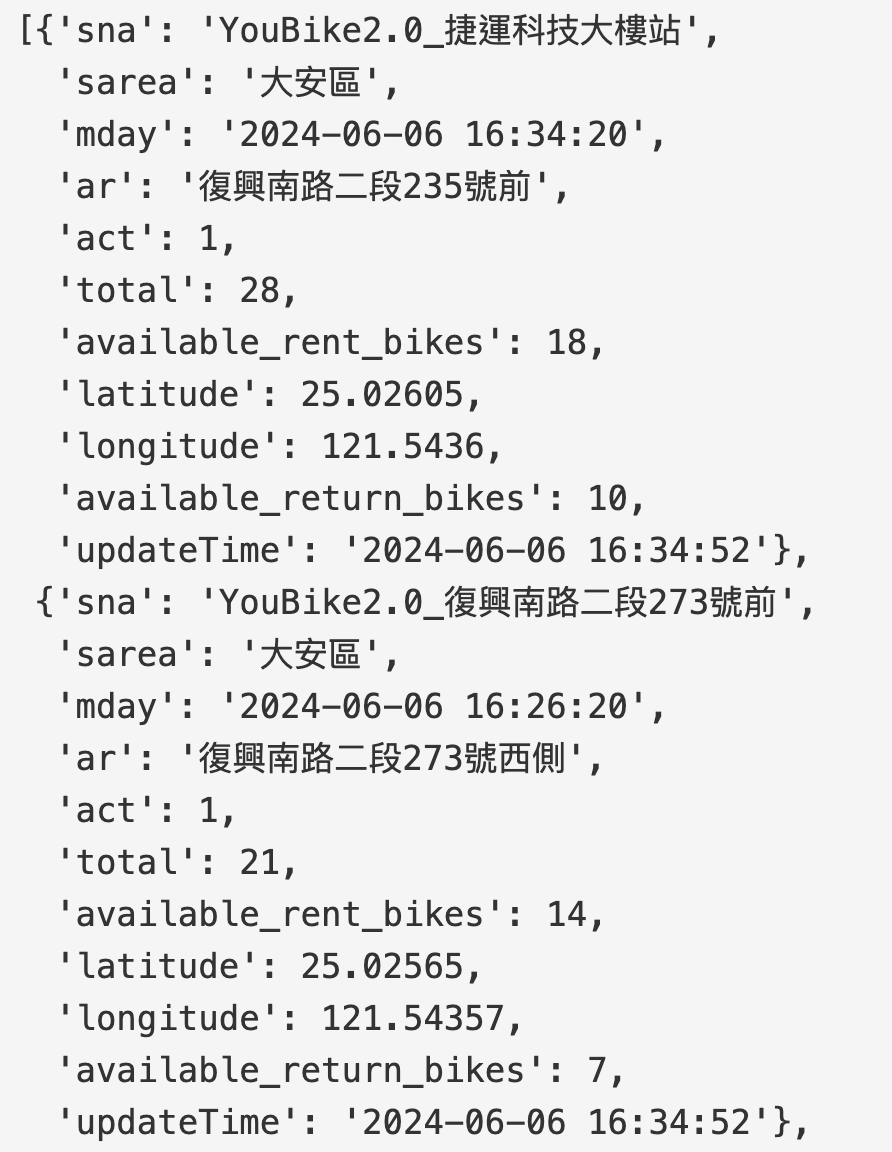 [{'sna': 'YouBike2.0_捷運科技大樓站',
'sarea': '大安區',
'mday': '2024-06-06 16:34:20',
'ar': '復興南路二段235號前',
'act': 1,
'total': 28,
'available_rent_bikes': 18,
'latitude': 25.02605,
'longitude': 121.5436,
'available_return_bikes': 10,
'updateTime': '2024-06-06 16:34:52'},
{'sna': 'YouBike2.0_復興南路二段273號前',
'sarea': '大安區',
'mday': '2024-06-06 16:26:20',
'ar': '復興南路二段273號西側',
'act': 1,
'total': 21,
'available_rent_bikes': 14,
'latitude': 25.02565,
'longitude': 121.54357,
'available_return_bikes': 7,
'updateTime': '2024-06-06 16:34:52'},